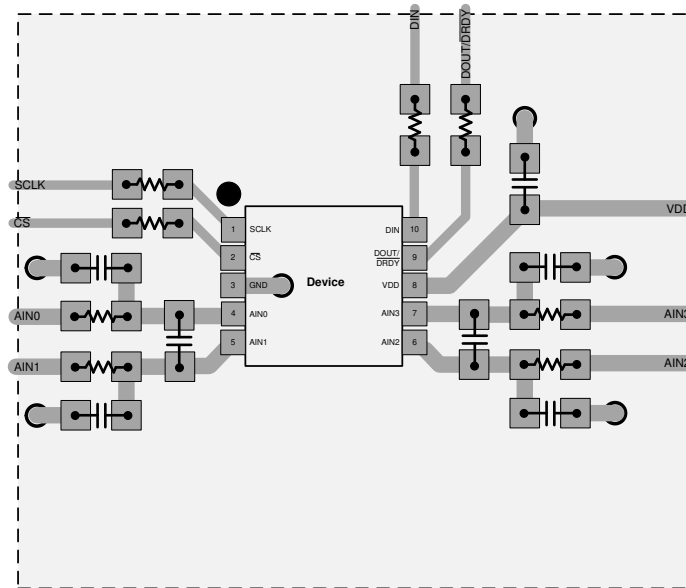 DIN
DOUT/DRDY
SCLK
CS
VDD
1 SCLK
DIN 10
2 CS
DOUT/
DRDY 9
3 GND
Device
VDD 8
AIN0
4 AIN0
AIN3 7
AIN3
AIN1
5 AIN1
AIN2 6
AIN2